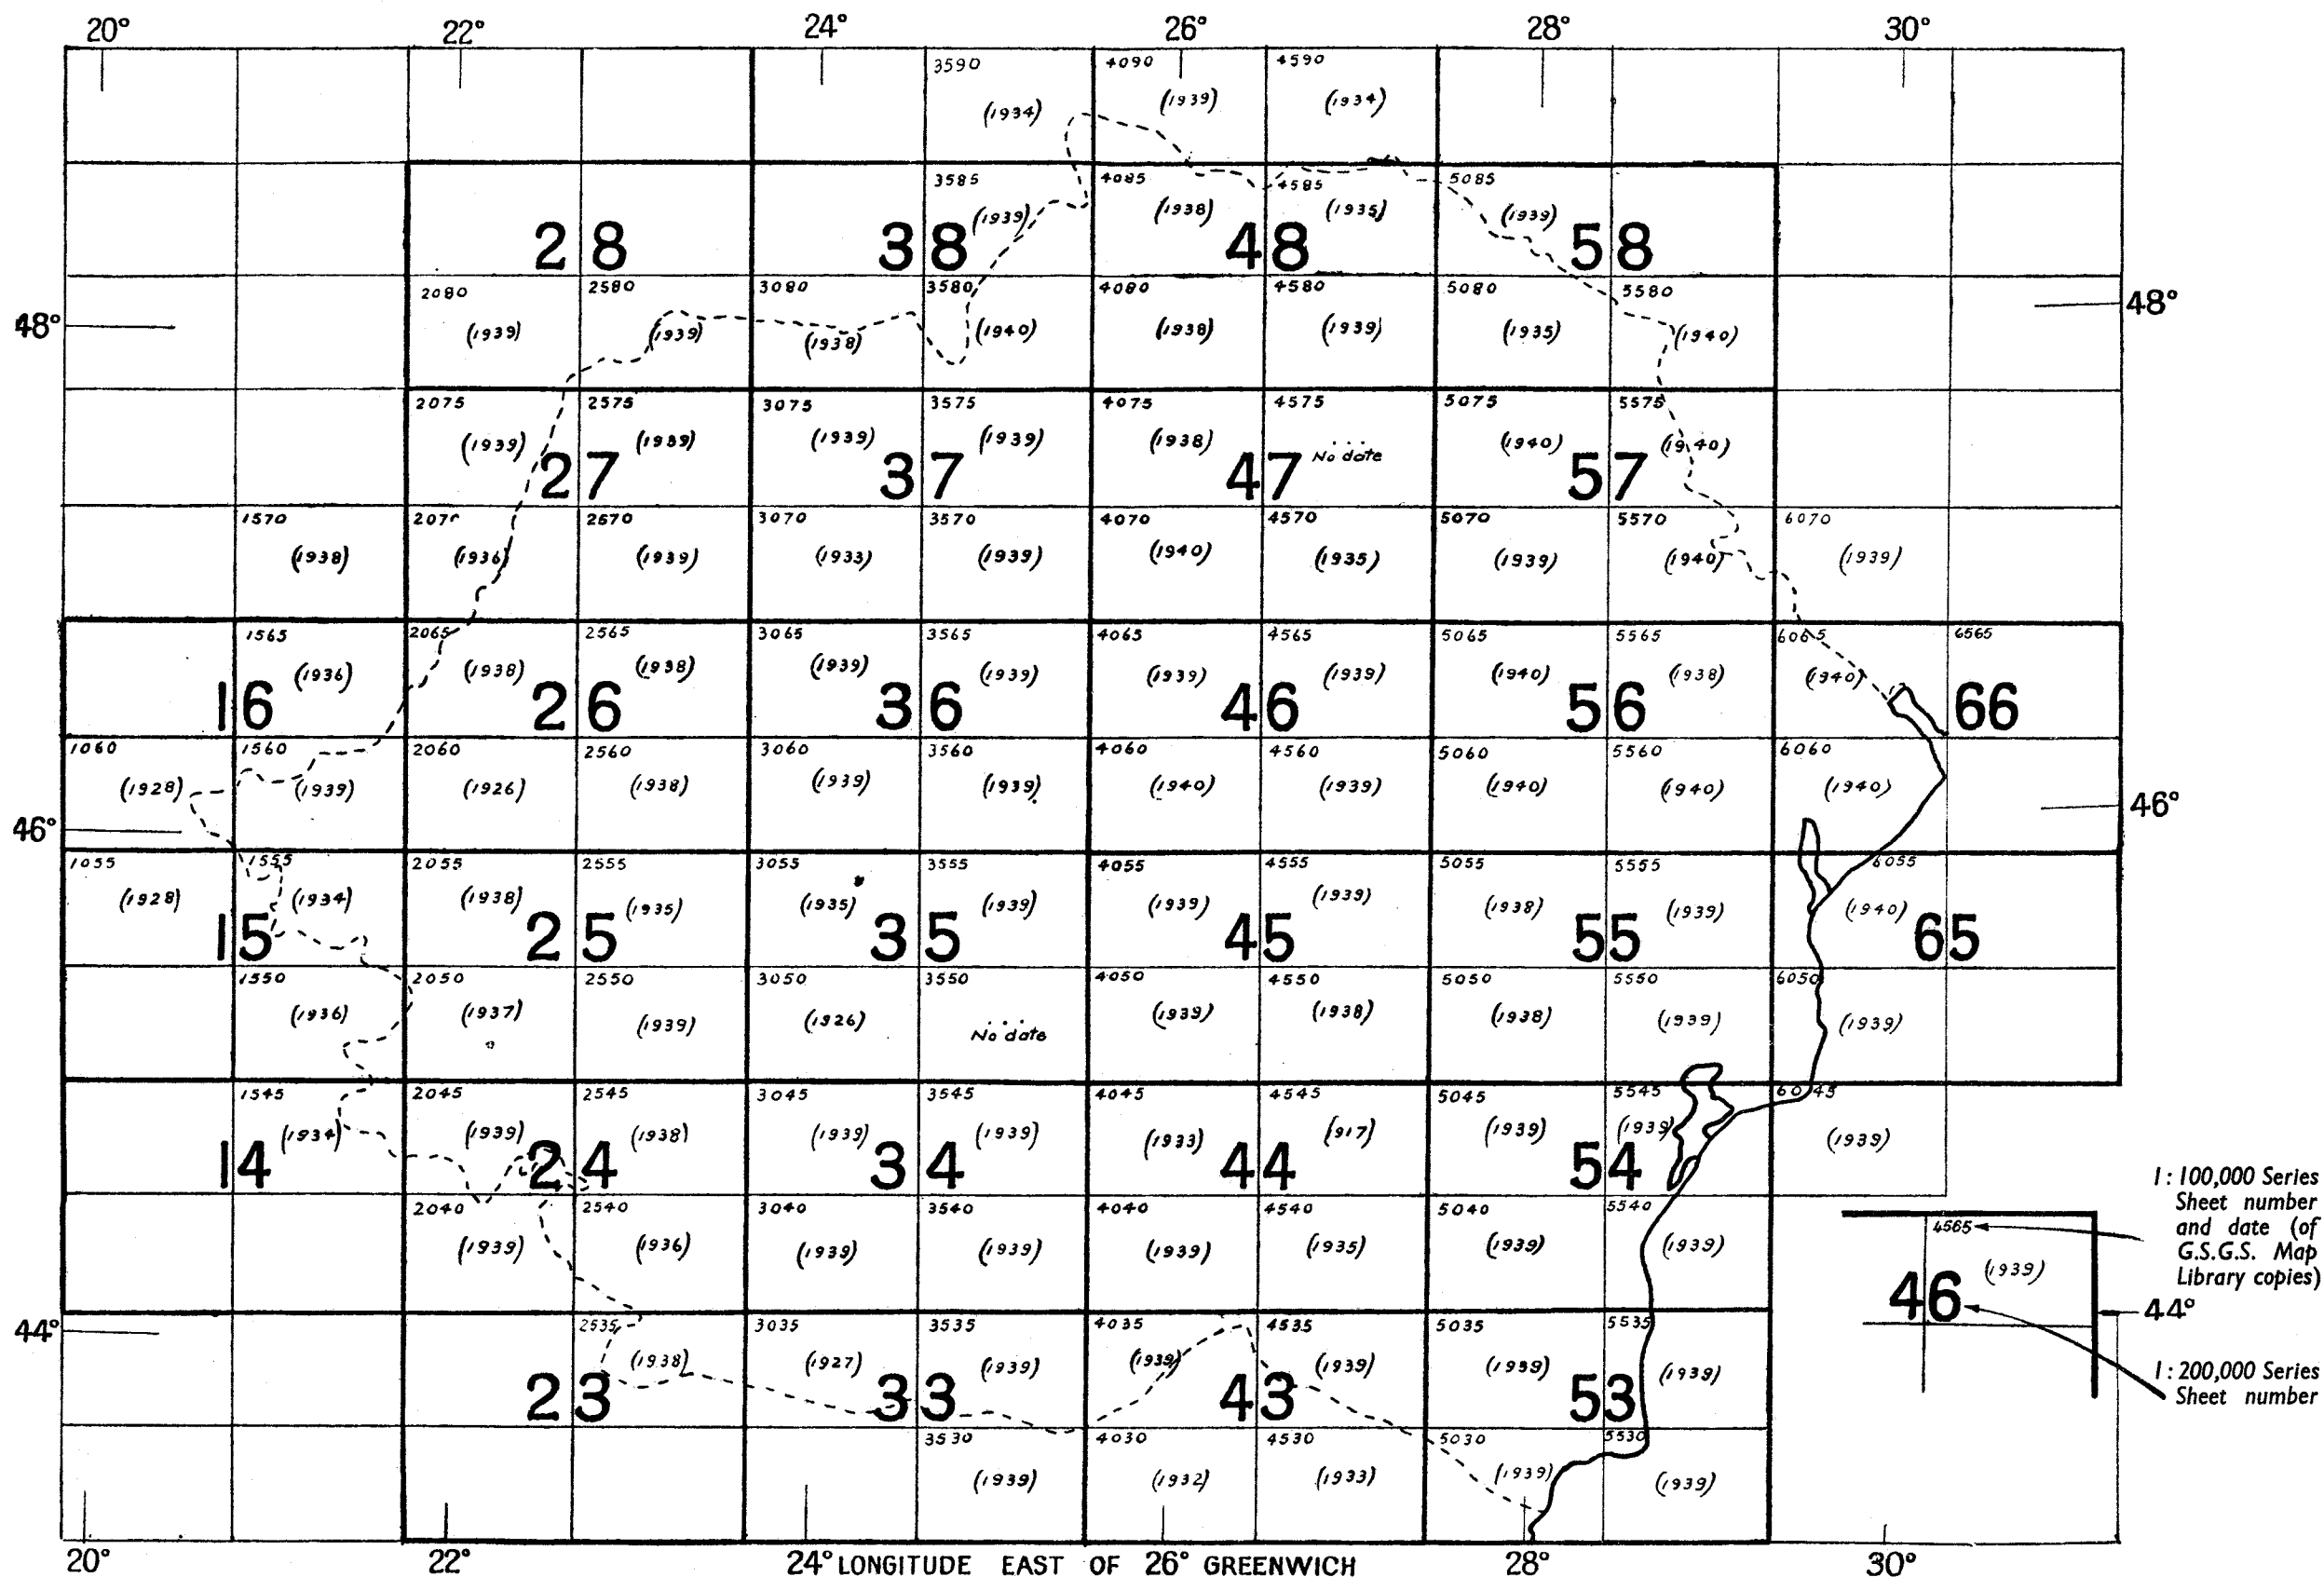 20° 22° 24° 26° 28° 30°
3590 4090 4590
(1934) (1939) (1934)
3585 4085 4585 5085
(1939) (1938) (1935) (1939)
28 38 48 58
2080 2580 3080 3580 4080 4580 5080 5580
48° 48°
(1939) (1939) (1938) (1940) (1938) (1939) (1935) (1940)
2075 2575 3075 3575 4075 4575 5075 5575
(1939) (1939) (1939) (1939) (1938) No date (1940) (1940)
27 37 47 57
1570 2570 3070 3570 4070 4570 5070 5570 6070
(1938) (1936) (1939) (1933) (1939) (1940) (1935) (1939) (1940) (1939)
1565 2065 2565 3065 3565 4065 4565 5065 5565 6065 6565
(1936) (1938) (1938) (1939) (1939) (1939) (1939) (1940) (1938) (1940)
16 26 36 46 56 66
1060 1560 2060 2560 3060 3560 4060 4560 5060 5560 6060
(1928) (1939) (1926) (1938) (1939) (1939) (1940) (1939) (1940) (1940) (1940)
46° 46°
1055 1555 2055 2555 3055 3555 4055 4555 5055 5555 6055
(1928) (1934) (1938) (1935) (1935) (1939) (1939) (1939) (1938) (1939) (1940)
15 25 35 45 55 65
1550 2050 2550 3050 3550 4050 4550 5050 5550 6050
(1936) (1937) (1939) (1926) No date (1939) (1938) (1938) (1939) (1939)
1545 2045 2545 3045 3545 4045 4545 5045 5545 6045
(1934) (1939) (1938) (1939) (1939) (1933) (917) (1939) (1939) (1939)
14 24 34 44 54
2040 2540 3040 3540 4040 4540 5040 5540
(1939) (1936) (1939) (1939) (1939) (1935) (1939) (1939)
1:100,000 Series
Sheet number
and date (of
G.S.G.S. Map
Library copies)
4565
(1939)
46
44° 44°
1:200,000 Series
Sheet number
2535 3035 3535 4035 4535 5035 5535
(1938) (1927) (1939) (1939) (1939) (1939) (1939)
23 33 43 53
3530 4030 4530 5030 5530
(1939) (1932) (1933) (1939) (1939)
20° 22° 24° 26° 28° 30°
LONGITUDE EAST OF GREENWICH